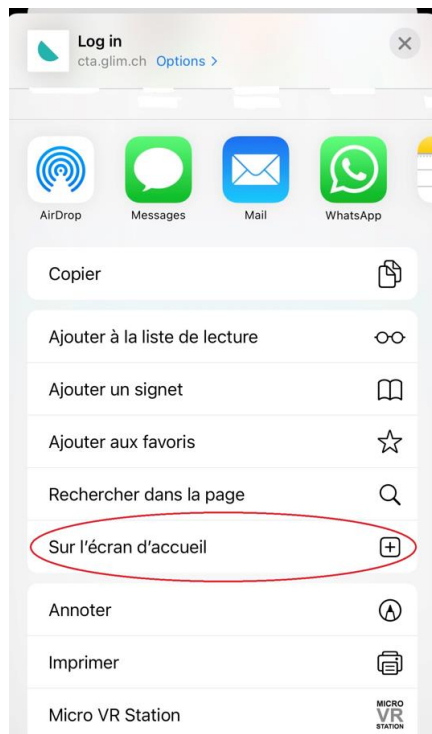 Log in
cta.glim.ch Options >
AirDrop Messages Mail WhatsApp
Copier
Ajouter à la liste de lecture
Ajouter un signet
Ajouter aux favoris
Rechercher dans la page
Sur l’écran d’accueil
Annoter
Imprimer
Micro VR Station
MICRO
VR
STATION